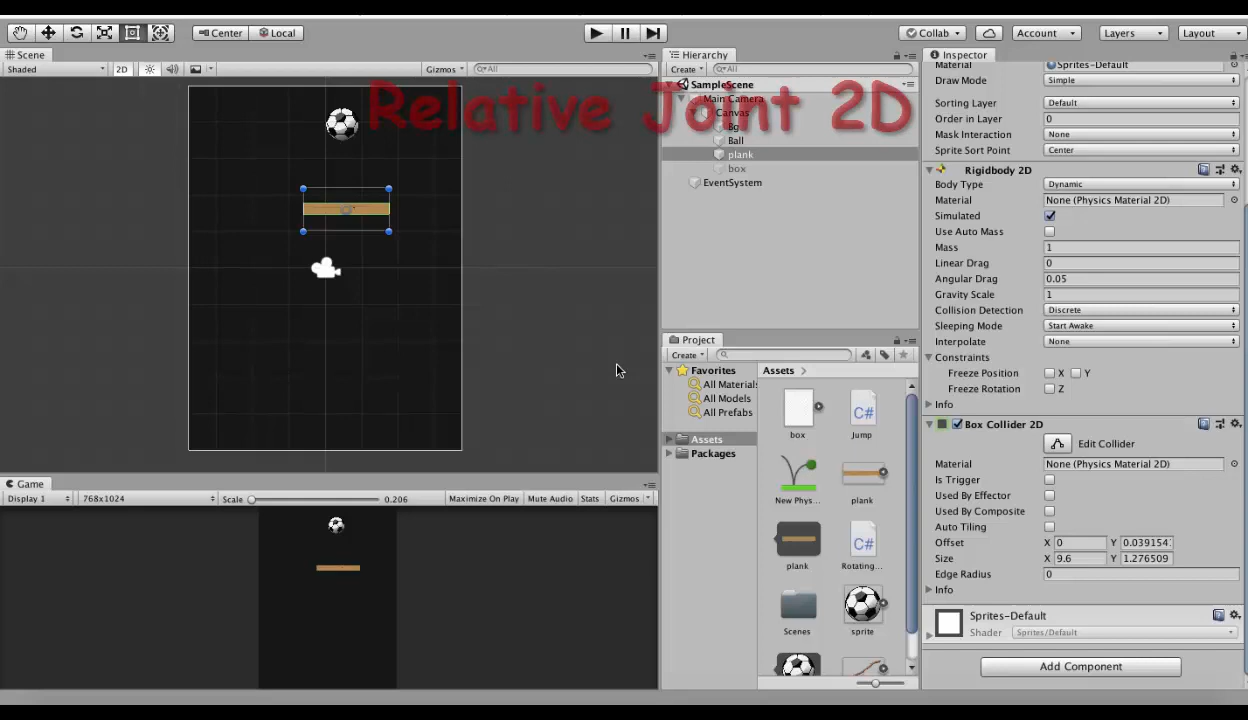 Center
Local
Collab
Account
Layers
Layout
Scene
Shaded
2D
Gizmos
All
Hierarchy
Create
All
SampleScene
Main Camera
Canvas
Bg
Ball
plank
box
EventSystem
Relative Joint 2D
Project
Create
Favorites
All Materials
All Models
All Prefabs
Assets
Packages
Assets
box
Jump
C#
New Phys...
plank
plank
Rotating...
C#
Scenes
sprite
Game
Display 1
768x1024
Scale
0.206
Maximize On Play
Mute Audio
Stats
Gizmos
Inspector
Material
Sprites-Default
Draw Mode
Simple
Sorting Layer
Default
Order in Layer
0
Mask Interaction
None
Sprite Sort Point
Center
Rigidbody 2D
Body Type
Dynamic
Material
None (Physics Material 2D)
Simulated
Use Auto Mass
Mass
1
Linear Drag
0
Angular Drag
0.05
Gravity Scale
1
Collision Detection
Discrete
Sleeping Mode
Start Awake
Interpolate
None
Constraints
Freeze Position
X
Y
Freeze Rotation
Z
Info
Box Collider 2D
Edit Collider
Material
None (Physics Material 2D)
Is Trigger
Used By Effector
Used By Composite
Auto Tiling
Offset
X 0
Y 0.039154
Size
X 9.6
Y 1.276509
Edge Radius
0
Info
Sprites-Default
Shader
Sprites/Default
Add Component